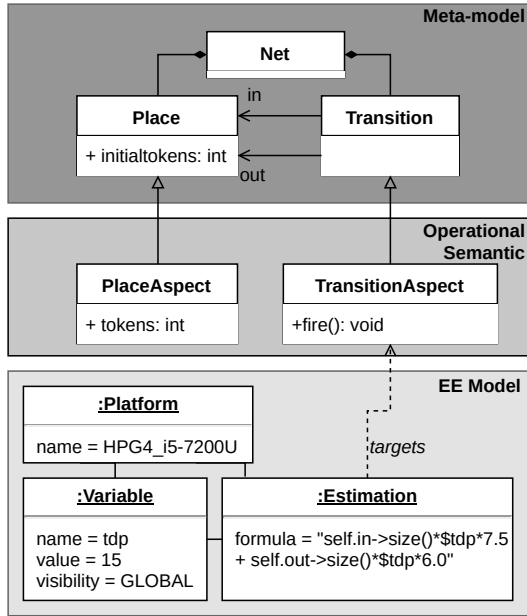 Meta-model
Net
in
Place
Transition
+ initialtokens: int
out
Operational
Semantic
PlaceAspect
TransitionAspect
+ tokens: int
+fire(): void
EE Model
:Platform
name = HPG4_i5-7200U
targets
:Variable
name = tdp
value = 15
visibility = GLOBAL
:Estimation
formula = "self.in->size()*$tdp*7.5
+ self.out->size()*$tdp*6.0"